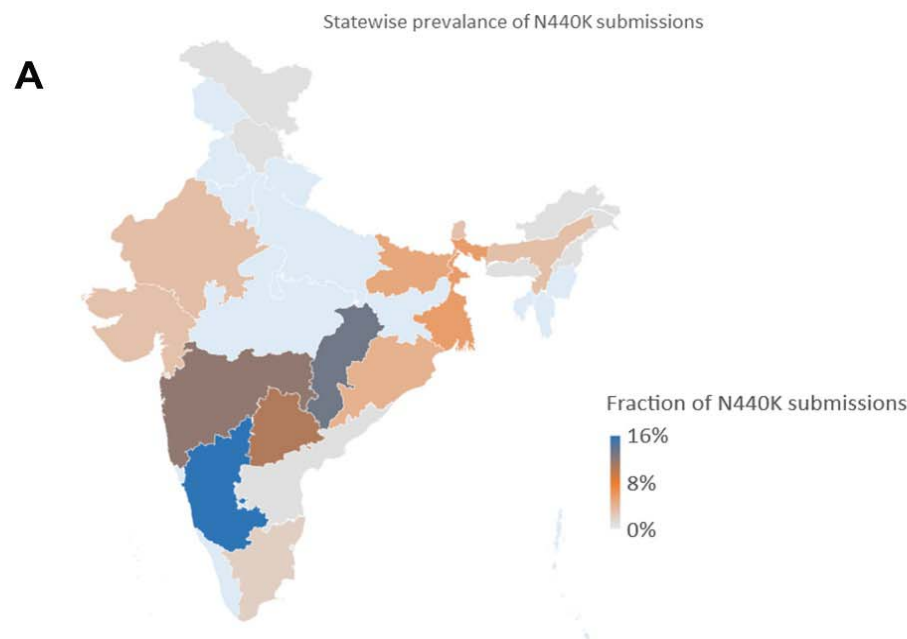 Statewise prevalance of N440K submissions
A
Fraction of N440K submissions
16%
8%
0%